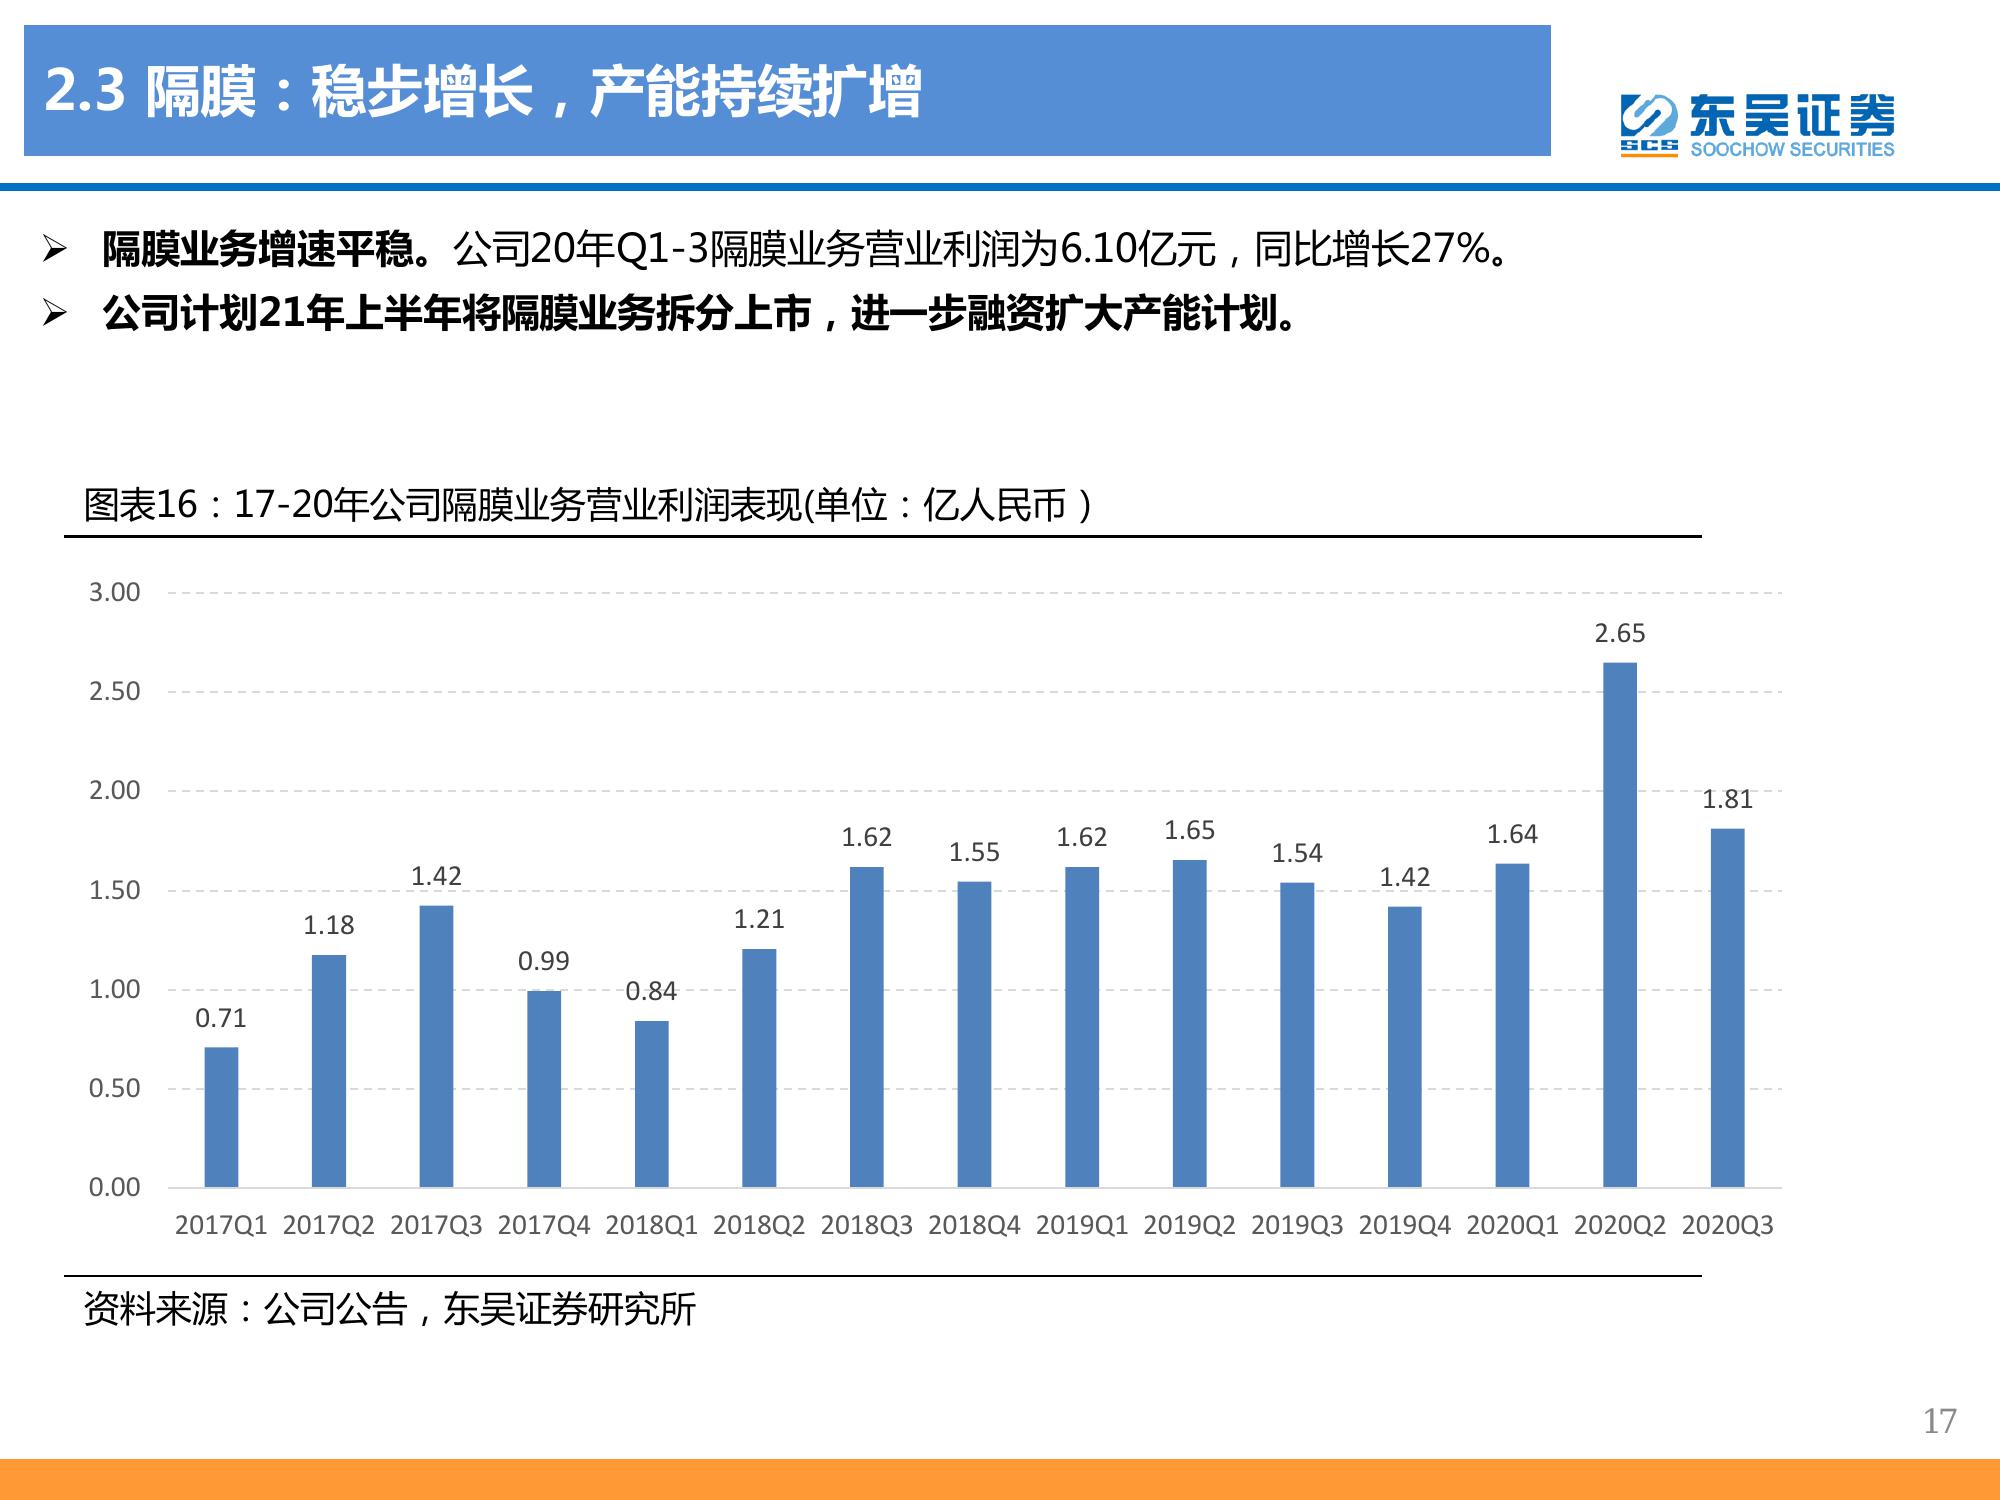 2.3 隔膜：稳步增长，产能持续扩增
东吴证券
SCS
SOOCHOW SECURITIES
➢ 隔膜业务增速平稳。公司20年Q1-3隔膜业务营业利润为6.10亿元，同比增长27%。
➢ 公司计划21年上半年将隔膜业务拆分上市，进一步融资扩大产能计划。
图表16：17-20年公司隔膜业务营业利润表现(单位：亿人民币）
3.00
2.50
2.00
1.50
1.00
0.50
0.00
0.71
1.18
1.42
0.99
0.84
1.21
1.62
1.55
1.62
1.65
1.54
1.42
1.64
2.65
1.81
2017Q1 2017Q2 2017Q3 2017Q4 2018Q1 2018Q2 2018Q3 2018Q4 2019Q1 2019Q2 2019Q3 2019Q4 2020Q1 2020Q2 2020Q3
资料来源：公司公告，东吴证券研究所
17